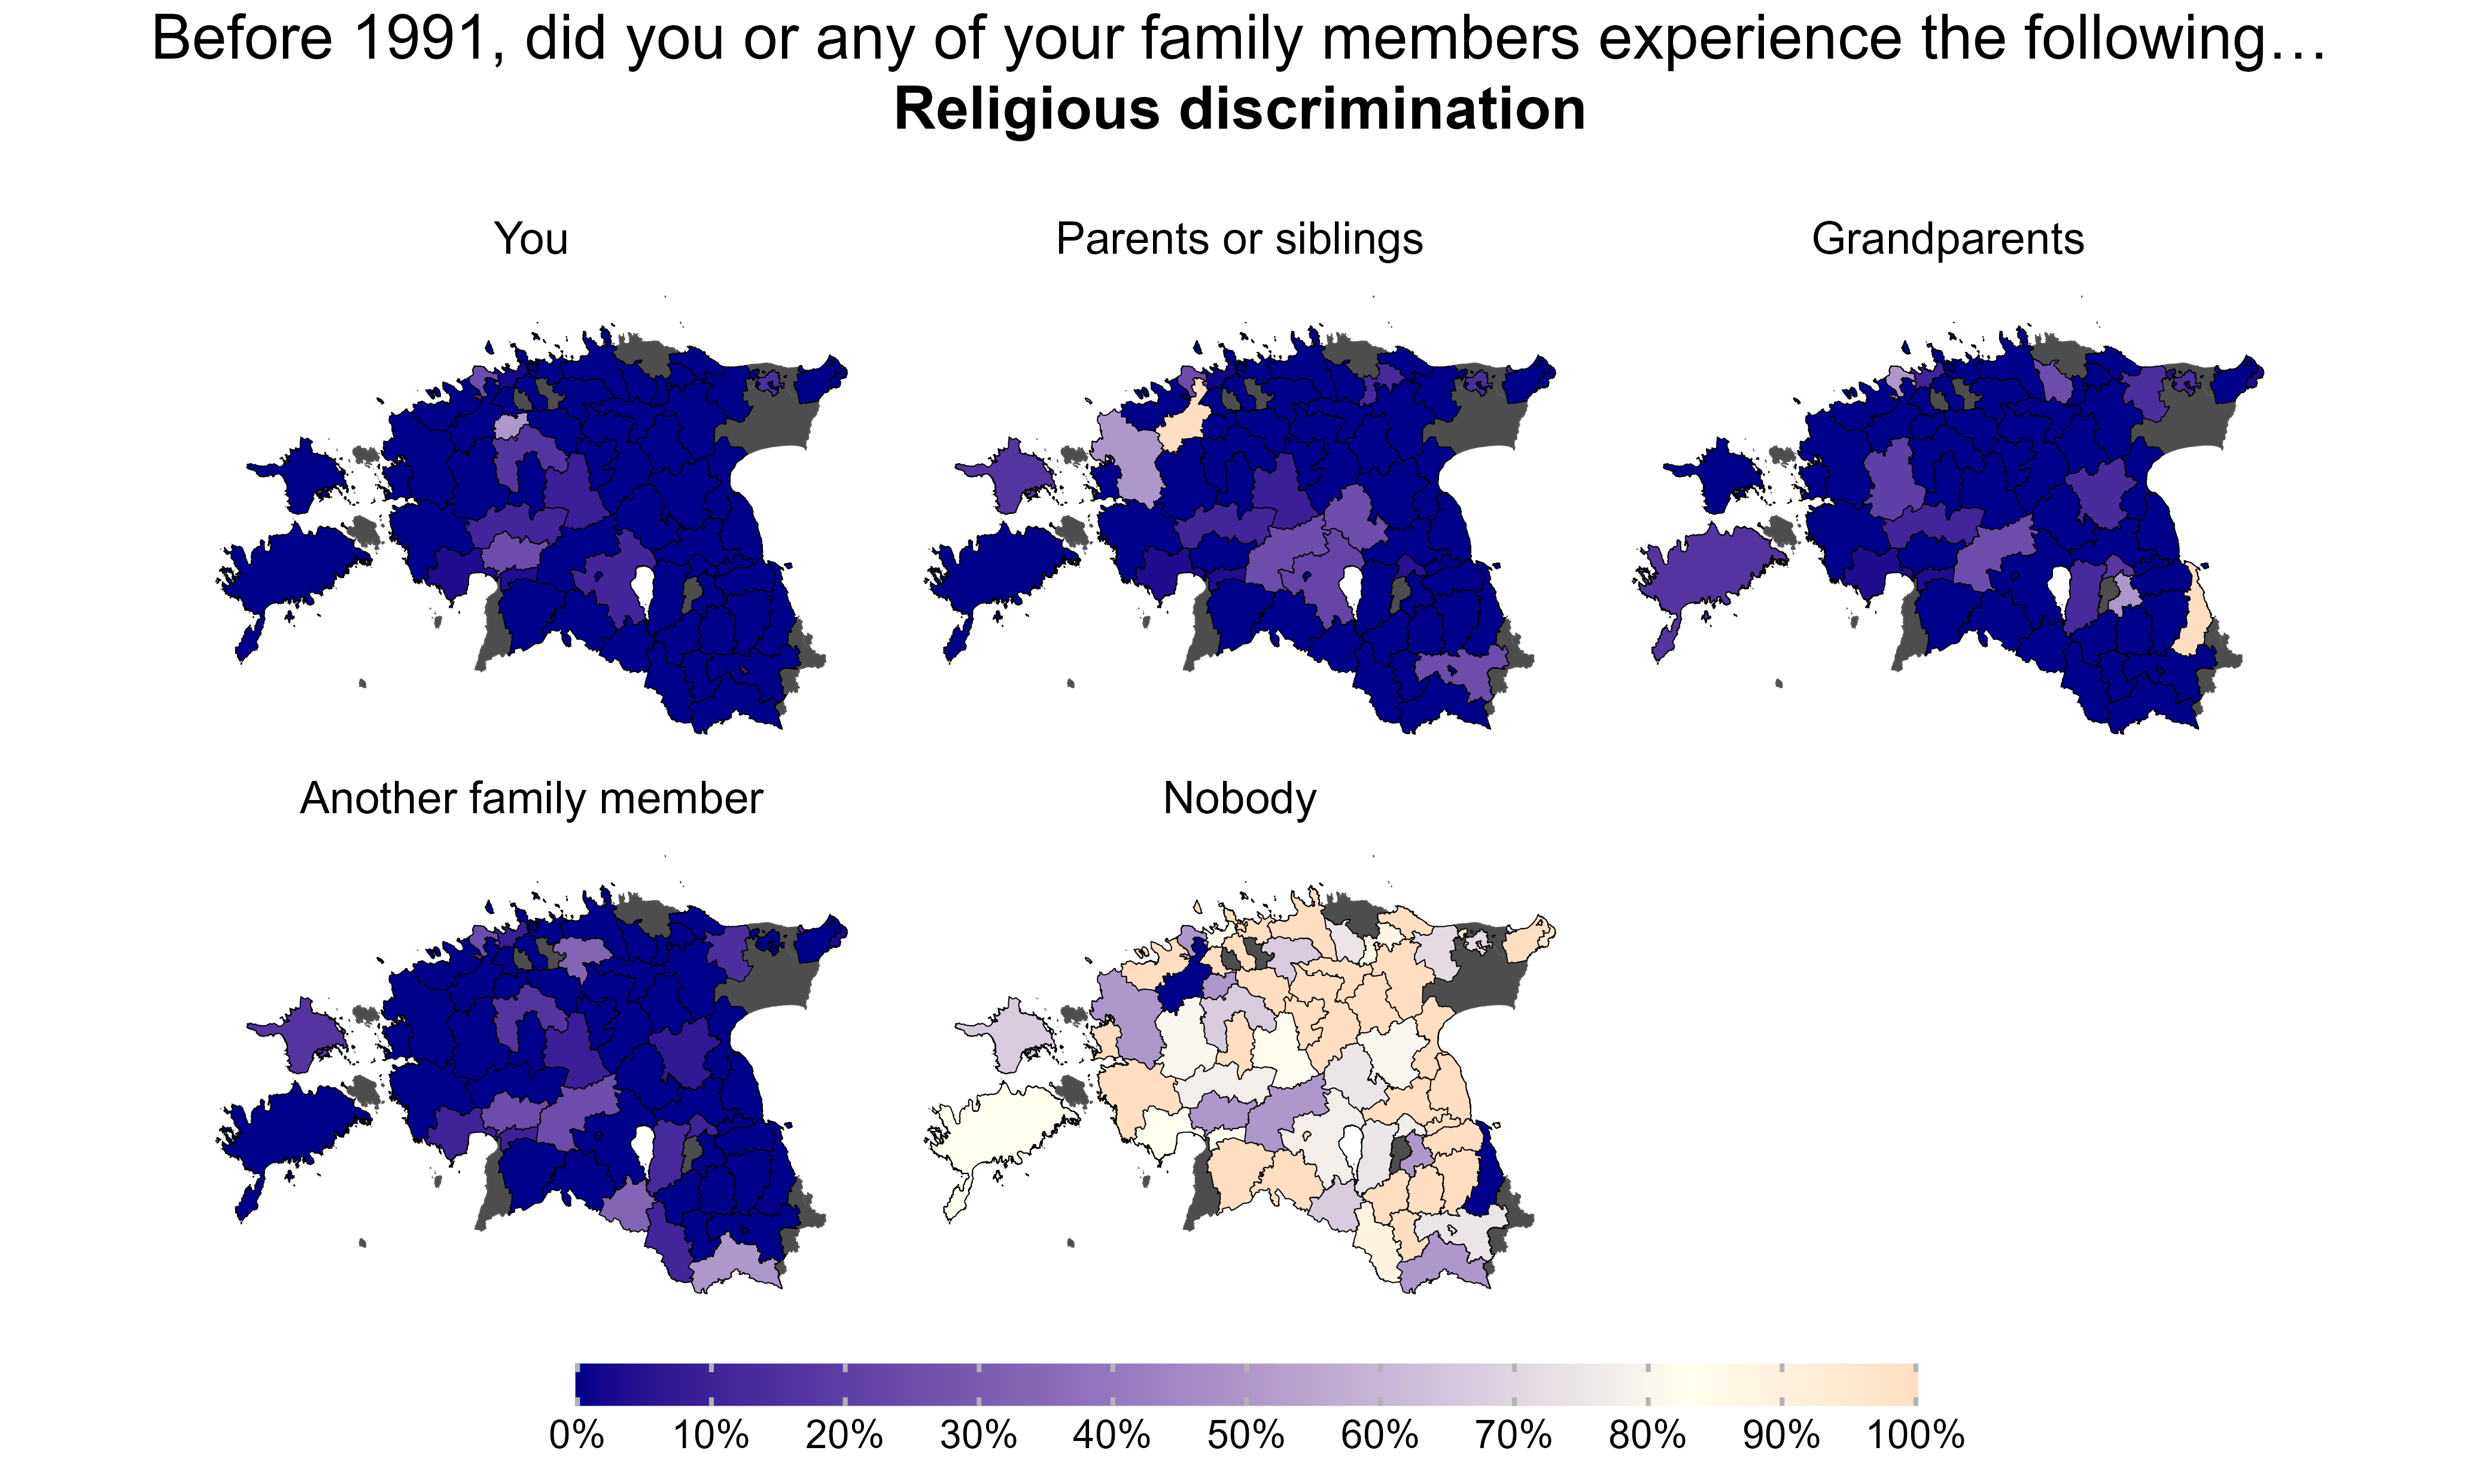 Before 1991, did you or any of your family members experience the following…
Religious discrimination
You
Parents or siblings
Grandparents
Another family member
Nobody
0%
10%
20%
30%
40%
50%
60%
70%
80%
90%
100%